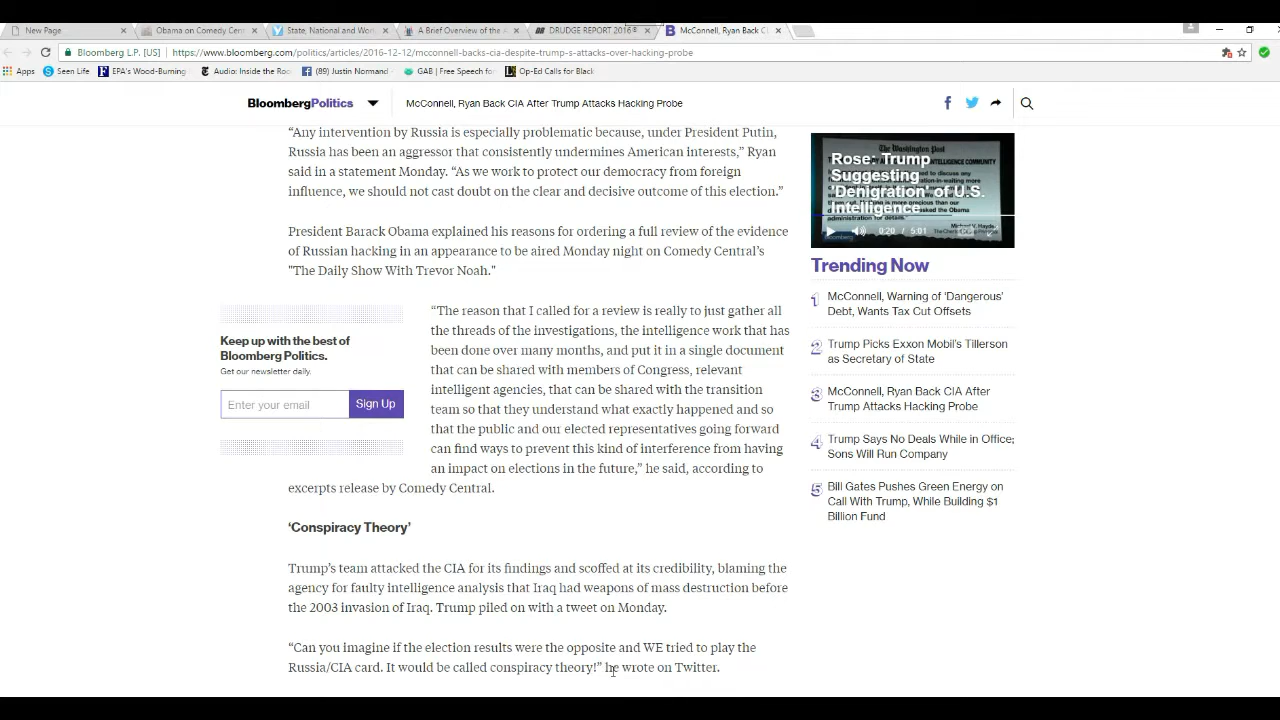 New Page
Obama on Comedy Cent
State, National and Wor
A Brief Overview of the A
DRUDGE REPORT 2016®
McConnell, Ryan Back CI
Bloomberg L.P. [US]
https://www.bloomberg.com/politics/articles/2016-12-12/mcconnell-backs-cia-despite-trump-s-attacks-over-hacking-probe
Apps
Seen Life
EPA's Wood-Burning
Audio: Inside the Roo
(89) Justin Normand
GAB | Free Speech fo
Op-Ed Calls for Black
BloombergPolitics
McConnell, Ryan Back CIA After Trump Attacks Hacking Probe
“Any intervention by Russia is especially problematic because, under President Putin,
Russia has been an aggressor that consistently undermines American interests,” Ryan
said in a statement Monday. “As we work to protect our democracy from foreign
influence, we should not cast doubt on the clear and decisive outcome of this election.”
President Barack Obama explained his reasons for ordering a full review of the evidence
of Russian hacking in an appearance to be aired Monday night on Comedy Central’s
"The Daily Show With Trevor Noah."
Keep up with the best of
Bloomberg Politics.
Get our newsletter daily.
Enter your email
Sign Up
“The reason that I called for a review is really to just gather all
the threads of the investigations, the intelligence work that has
been done over many months, and put it in a single document
that can be shared with members of Congress, relevant
intelligent agencies, that can be shared with the transition
team so that they understand what exactly happened and so
that the public and our elected representatives going forward
can find ways to prevent this kind of interference from having
an impact on elections in the future,” he said, according to
excerpts release by Comedy Central.
‘Conspiracy Theory’
Trump’s team attacked the CIA for its findings and scoffed at its credibility, blaming the
agency for faulty intelligence analysis that Iraq had weapons of mass destruction before
the 2003 invasion of Iraq. Trump piled on with a tweet on Monday.
“Can you imagine if the election results were the opposite and WE tried to play the
Russia/CIA card. It would be called conspiracy theory!” he wrote on Twitter.
The Washington Post
Rose: Trump
Suggesting
'Denigration' of U.S.
Intelligence
0:20 / 5:01
Trending Now
1 McConnell, Warning of ‘Dangerous’
Debt, Wants Tax Cut Offsets
2 Trump Picks Exxon Mobil's Tillerson
as Secretary of State
3 McConnell, Ryan Back CIA After
Trump Attacks Hacking Probe
4 Trump Says No Deals While in Office;
Sons Will Run Company
5 Bill Gates Pushes Green Energy on
Call With Trump, While Building $1
Billion Fund